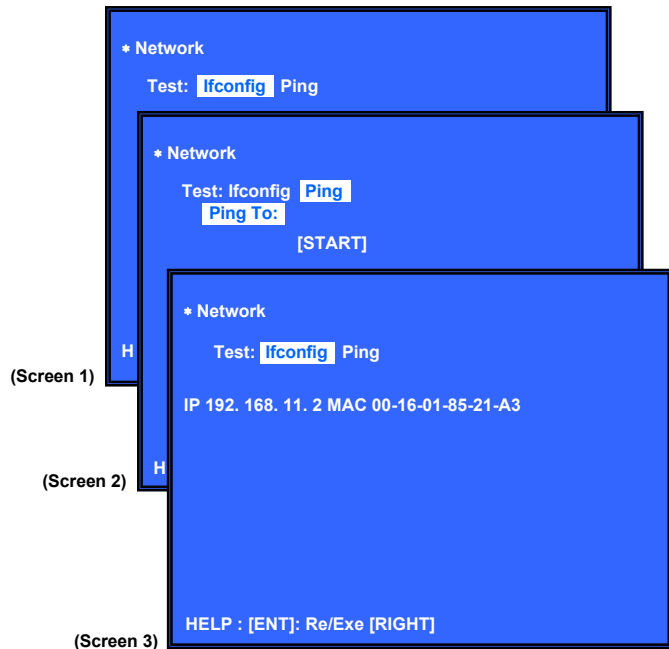 * Network
Test: Ifconfig Ping
H
(Screen 1)
* Network
Test: Ifconfig Ping
Ping To:
[START]
H
(Screen 2)
* Network
Test: Ifconfig Ping
IP 192. 168. 11. 2 MAC 00-16-01-85-21-A3
HELP : [ENT]: Re/Exe [RIGHT]
(Screen 3)